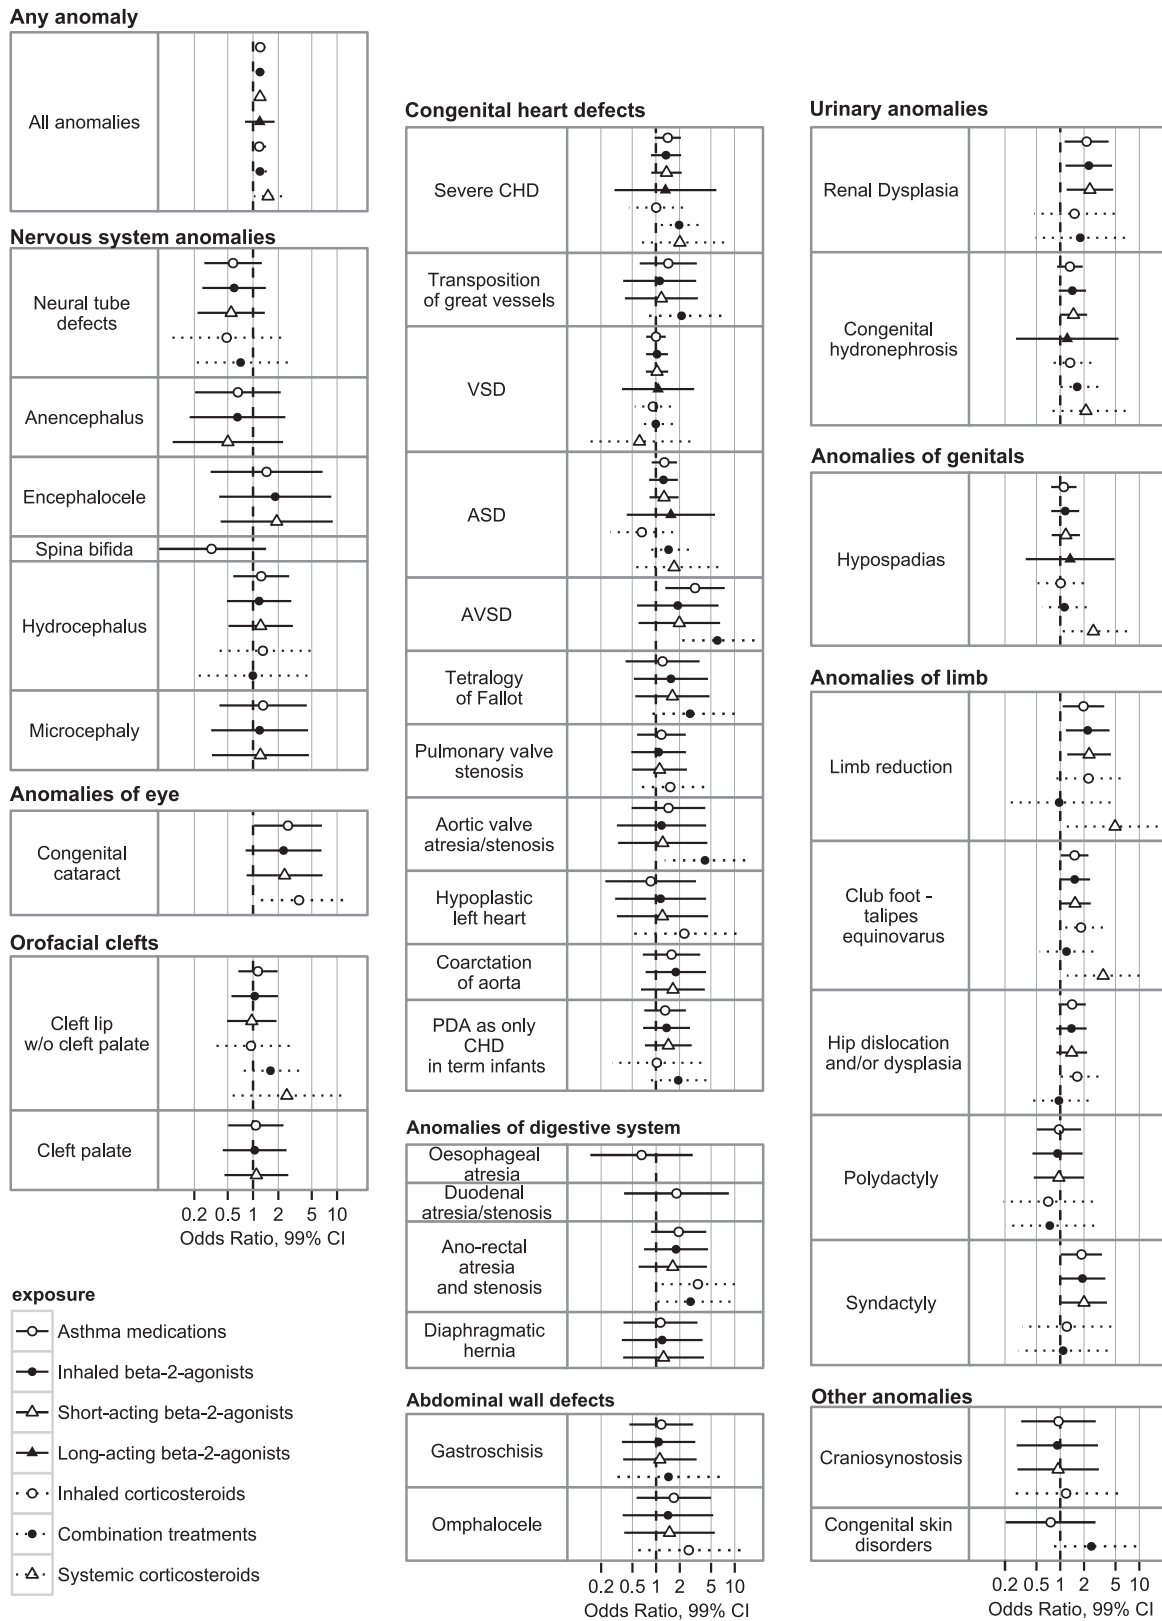 Any anomaly
All anomalies
Nervous system anomalies
Neural tube
defects
Anencephalus
Encephalocele
Spina bifida
Hydrocephalus
Microcephaly
Anomalies of eye
Congenital
cataract
Orofacial clefts
Cleft lip
w/o cleft palate
Cleft palate
0.2 0.5 1 2 5 10
Odds Ratio, 99% CI
exposure
Asthma medications
Inhaled beta-2-agonists
Short-acting beta-2-agonists
Long-acting beta-2-agonists
Inhaled corticosteroids
Combination treatments
Systemic corticosteroids
Congenital heart defects
Severe CHD
Transposition
of great vessels
VSD
ASD
AVSD
Tetralogy
of Fallot
Pulmonary valve
stenosis
Aortic valve
atresia/stenosis
Hypoplastic
left heart
Coarctation
of aorta
PDA as only
CHD
in term infants
Anomalies of digestive system
Oesophageal
atresia
Duodenal
atresia/stenosis
Ano-rectal
atresia
and stenosis
Diaphragmatic
hernia
Abdominal wall defects
Gastroschisis
Omphalocele
0.2 0.5 1 2 5 10
Odds Ratio, 99% CI
Urinary anomalies
Renal Dysplasia
Congenital
hydronephrosis
Anomalies of genitals
Hypospadias
Anomalies of limb
Limb reduction
Club foot -
talipes
equinovarus
Hip dislocation
and/or dysplasia
Polydactyly
Syndactyly
Other anomalies
Craniosynostosis
Congenital skin
disorders
0.2 0.5 1 2 5 10
Odds Ratio, 99% CI